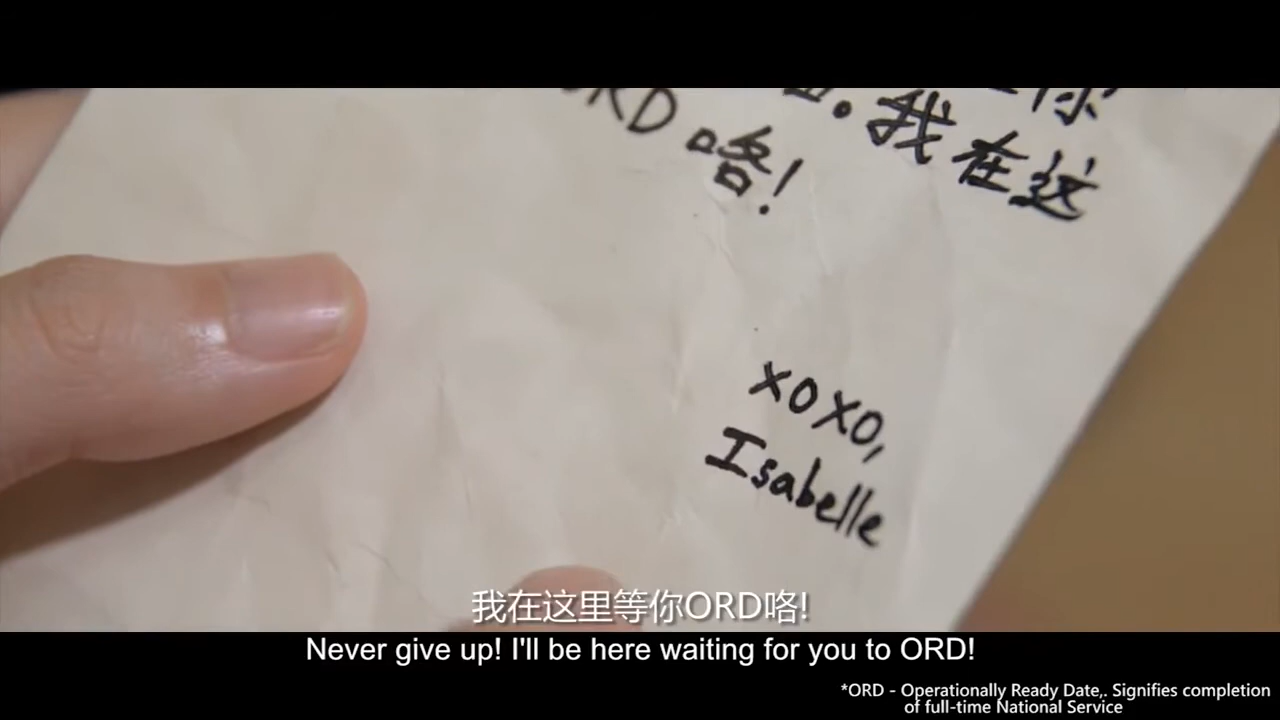 你
。我在这
ORD咯!
xoxo,
Isabelle
我在这里等你ORD咯!
Never give up! I'll be here waiting for you to ORD!
*ORD - Operationally Ready Date,. Signifies completion
of full-time National Service